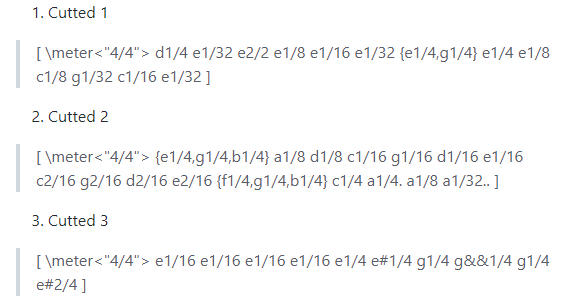 1. Cutted 1
[ \meter<"4/4"> d1/4 e1/32 e2/2 e1/8 e1/16 e1/32 {e1/4,g1/4} e1/4 e1/8
c1/8 g1/32 c1/16 e1/32 ]
2. Cutted 2
[ \meter<"4/4"> {e1/4,g1/4,b1/4} a1/8 d1/8 c1/16 g1/16 d1/16 e1/16
c2/16 g2/16 d2/16 e2/16 {f1/4,g1/4,b1/4} c1/4 a1/4. a1/8 a1/32.. ]
3. Cutted 3
[ \meter<"4/4"> e1/16 e1/16 e1/16 e1/16 e1/4 e#1/4 g1/4 g&&1/4 g1/4
e#2/4 ]